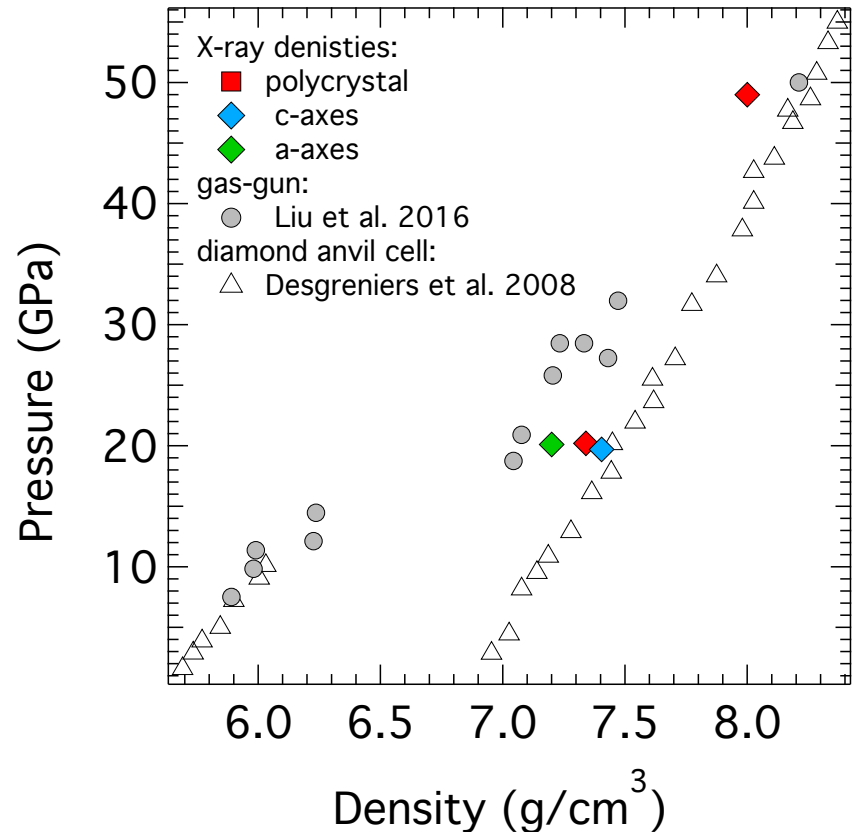 X-ray denisties:
polycrystal
c-axes
a-axes
gas-gun:
Liu et al. 2016
diamond anvil cell:
Desgreniers et al. 2008
50
40
30
20
10
Pressure (GPa)
6.0 6.5 7.0 7.5 8.0
Density (g/cm³)